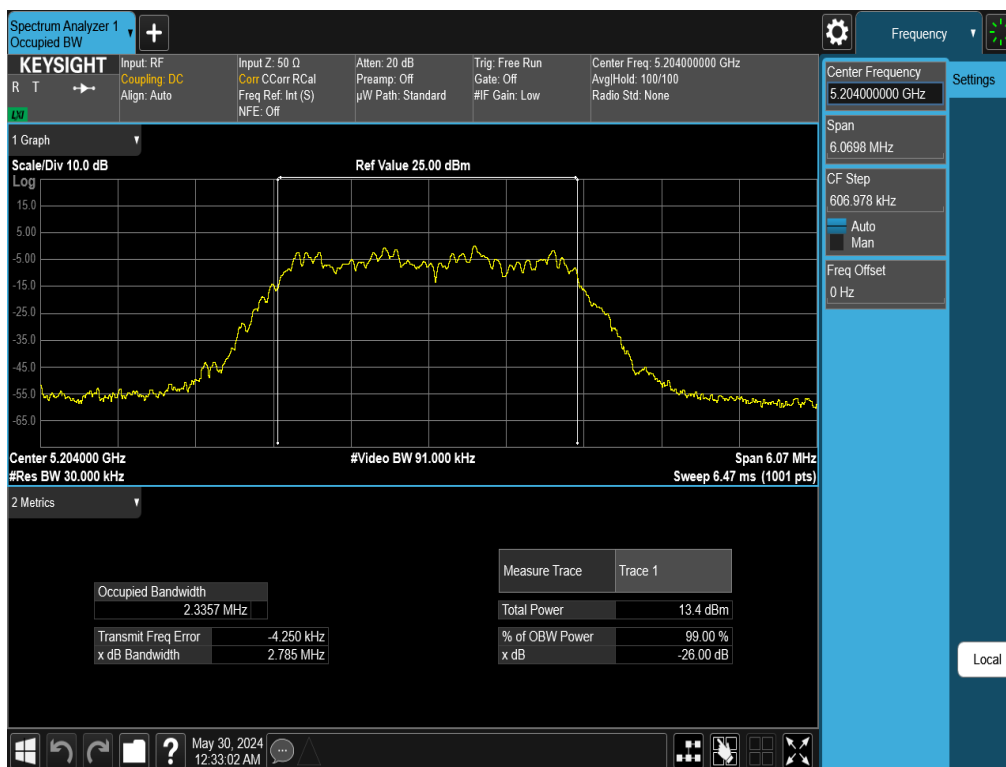 Spectrum Analyzer 1
Occupied BW
+
Frequency
KEYSIGHT
R T
LXI
Input: RF
Coupling: DC
Align: Auto
Input Z: 50 Ω
Corr CCorr RCal
Freq Ref: Int (S)
NFE: Off
Atten: 20 dB
Preamp: Off
µW Path: Standard
Trig: Free Run
Gate: Off
#IF Gain: Low
Center Freq: 5.204000000 GHz
Avg|Hold: 100/100
Radio Std: None
Center Frequency
5.204000000 GHz
Settings
Span
6.0698 MHz
CF Step
606.978 kHz
Auto
Man
Freq Offset
0 Hz
Local
1 Graph
Scale/Div 10.0 dB
Ref Value 25.00 dBm
Log
15.0
5.00
-5.00
-15.0
-25.0
-35.0
-45.0
-55.0
-65.0
Center 5.204000 GHz
#Video BW 91.000 kHz
Span 6.07 MHz
#Res BW 30.000 kHz
Sweep 6.47 ms (1001 pts)
2 Metrics
Occupied Bandwidth
2.3357 MHz
Transmit Freq Error -4.250 kHz
x dB Bandwidth 2.785 MHz
Measure Trace Trace 1
Total Power 13.4 dBm
% of OBW Power 99.00 %
x dB -26.00 dB
?
May 30, 2024
12:33:02 AM